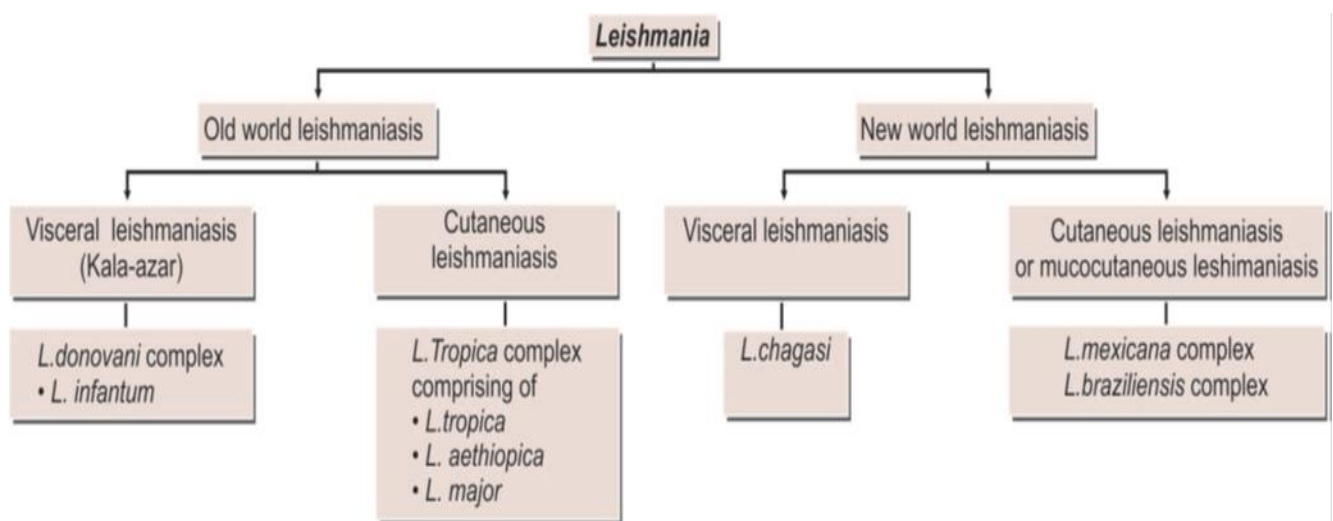 Leishmania
Old world leishmaniasis
New world leishmaniasis
Visceral leishmaniasis
(Kala-azar)
Cutaneous
leishmaniasis
Visceral leishmaniasis
Cutaneous leishmaniasis
or mucocutaneous leshimaniasis
L.donovani complex
• L. infantum
L.Tropica complex
comprising of
• L.tropica
• L. aethiopica
• L. major
L.chagasi
L.mexicana complex
L.braziliensis complex